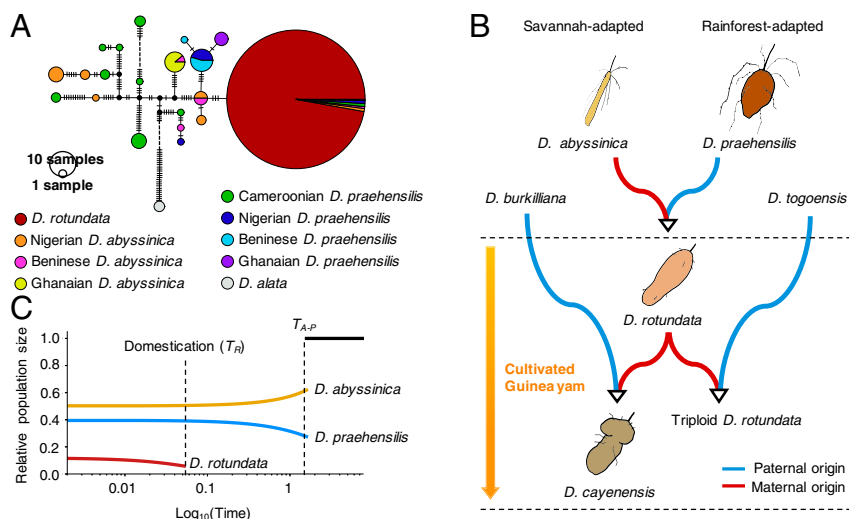 A
10 samples
1 sample
D. rotundata
Nigerian D. abyssinica
Beninese D. abyssinica
Ghanaian D. abyssinica
Cameroonian D. praehensilis
Nigerian D. praehensilis
Beninese D. praehensilis
Ghanaian D. praehensilis
D. alata
B
Savannah-adapted
Rainforest-adapted
D. abyssinica
D. praehensilis
D. burkilliana
D. togoensis
D. rotundata
Cultivated
Guinea yam
Triploid D. rotundata
D. cayenensis
Paternal origin
Maternal origin
C
Relative population size
1.0
0.8
0.6
0.4
0.2
0.0
Domestication (TR)
TA-P
D. abyssinica
D. praehensilis
D. rotundata
0.01
0.1
1
Log10(Time)